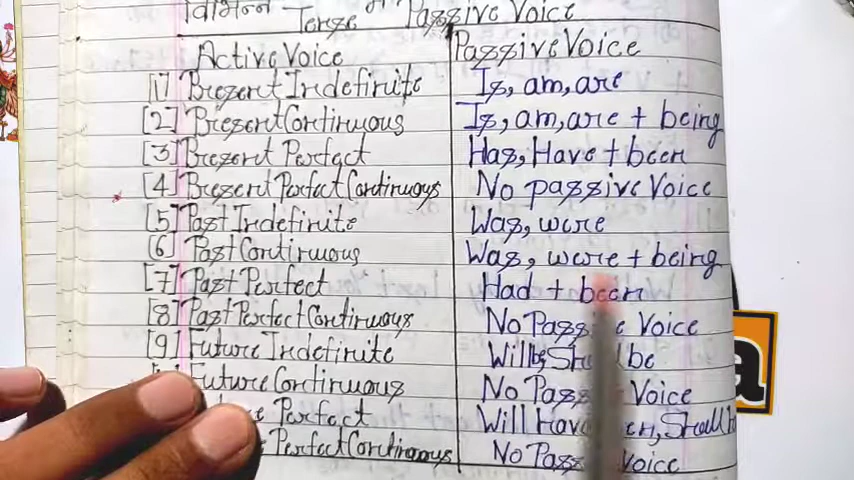 विभिन्न Tense में Passive Voice
Active Voice Passive Voice
[1] Present Indefinite Is, am, are
[2] Present Continuous Is, am, are + being
[3] Present Perfect Has, Have + been
[4] Present Perfect Continuous No passive Voice
[5] Past Indefinite Was, were
[6] Past Continuous Was, were + being
[7] Past Perfect Had + been
[8] Past Perfect Continuous No Passive Voice
[9] Future Indefinite Will be, Shall be
Future Continuous No Passive Voice
Perfect Will Have Shall
Perfect Continuous No Passive Voice
a